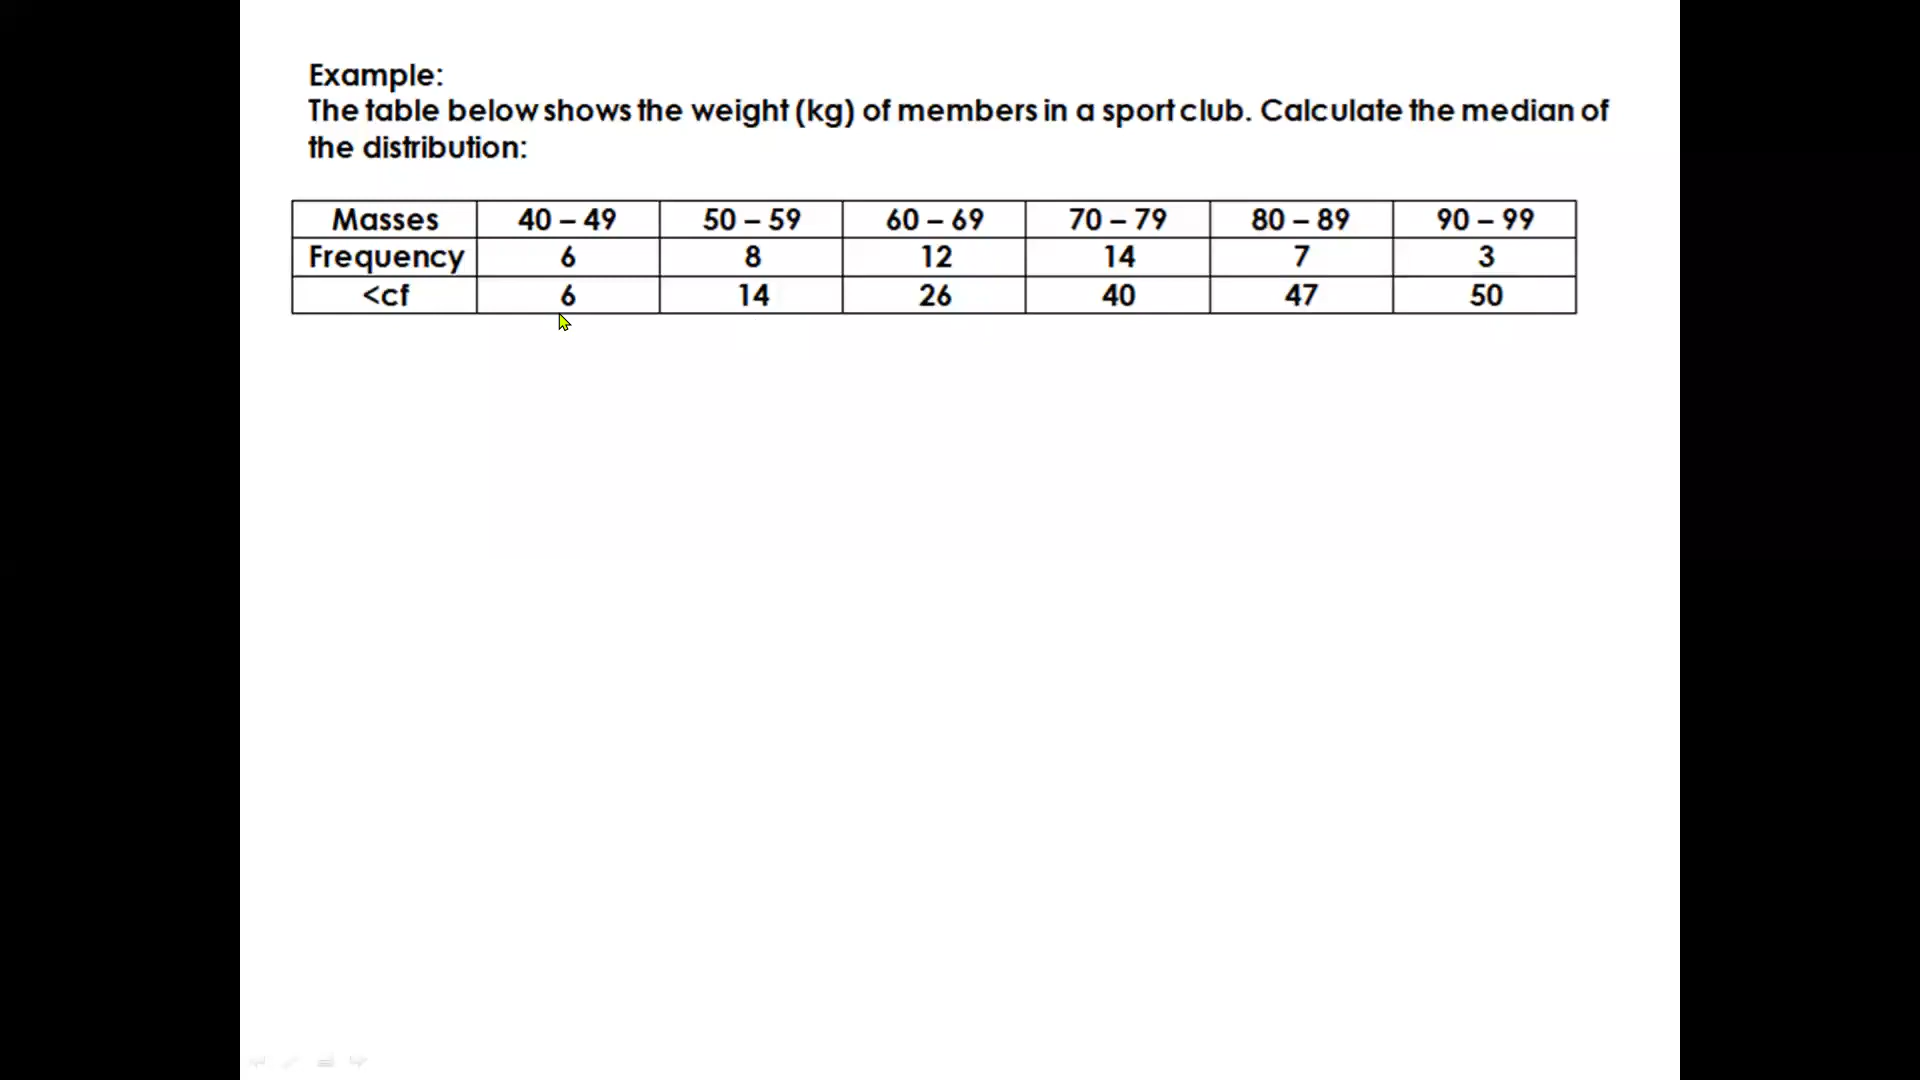 Example:
The table below shows the weight (kg) of members in a sport club. Calculate the median of
the distribution:
Masses 40 – 49 50 – 59 60 – 69 70 – 79 80 – 89 90 – 99
Frequency 6 8 12 14 7 3
<cf 6 14 26 40 47 50